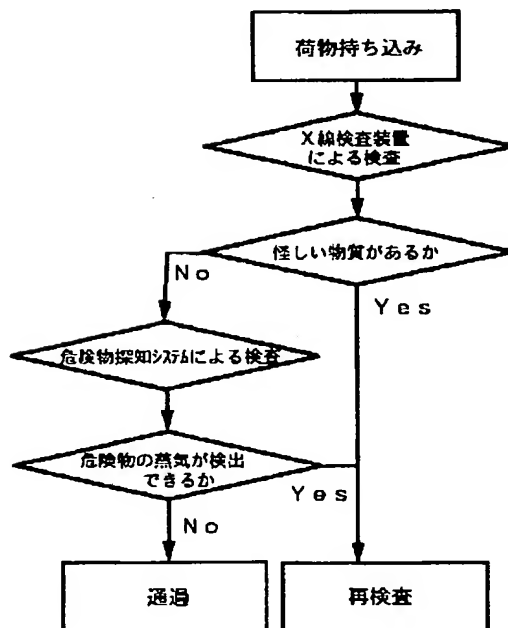 荷物持ち込み
X線検査装置
による検査
怪しい物質があるか
No
Yes
危険物探知システムによる検査
危険物の蒸気が検出
できるか
Yes
No
通過
再検査